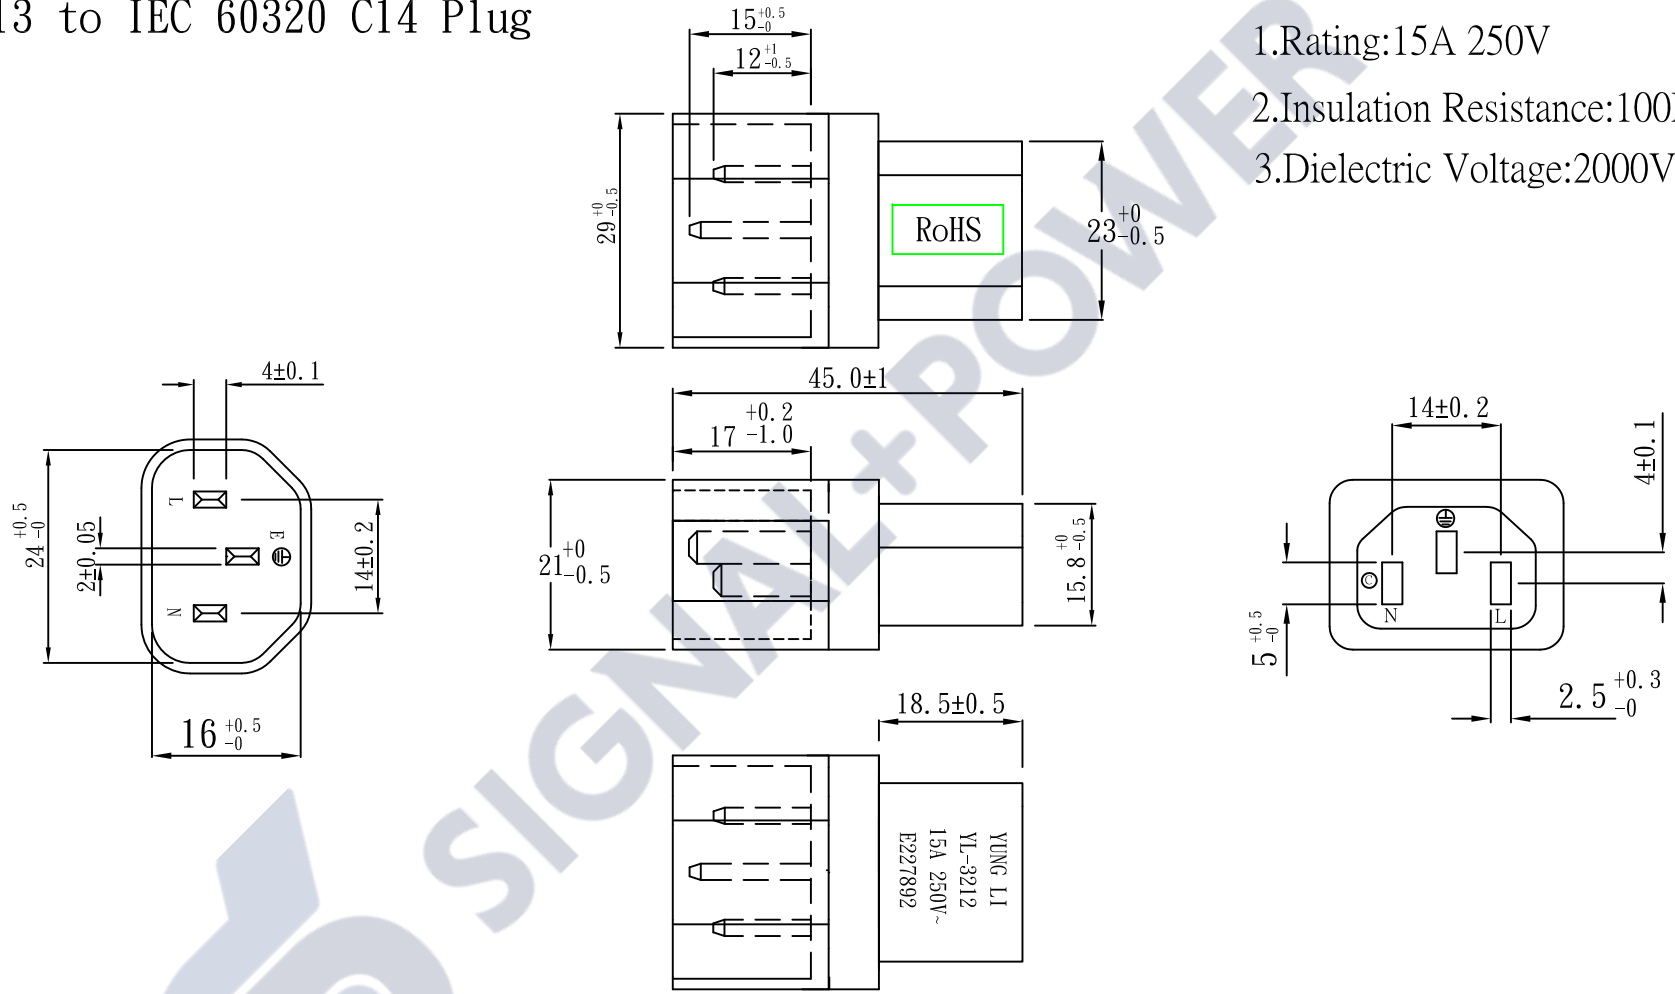 13 to IEC 60320 C14 Plug
1.Rating:15A 250V
2.Insulation Resistance:100
3.Dielectric Voltage:2000V
15 +0.5 -0
12 +1 -0.5
29 +0 -0.5
RoHS
23 +0 -0.5
4±0.1
24 +0.5 -0
2±0.05
L
E
N
14±0.2
16 +0.5 -0
45.0±1
17 +0.2 -1.0
21 +0 -0.5
15.8 +0 -0.5
14±0.2
4±0.1
C
N
L
5 +0.5 -0
2.5 +0.3 -0
18.5±0.5
YUNG LI
YL-3212
15A 250V~
E227892
SIGNAL+POWER